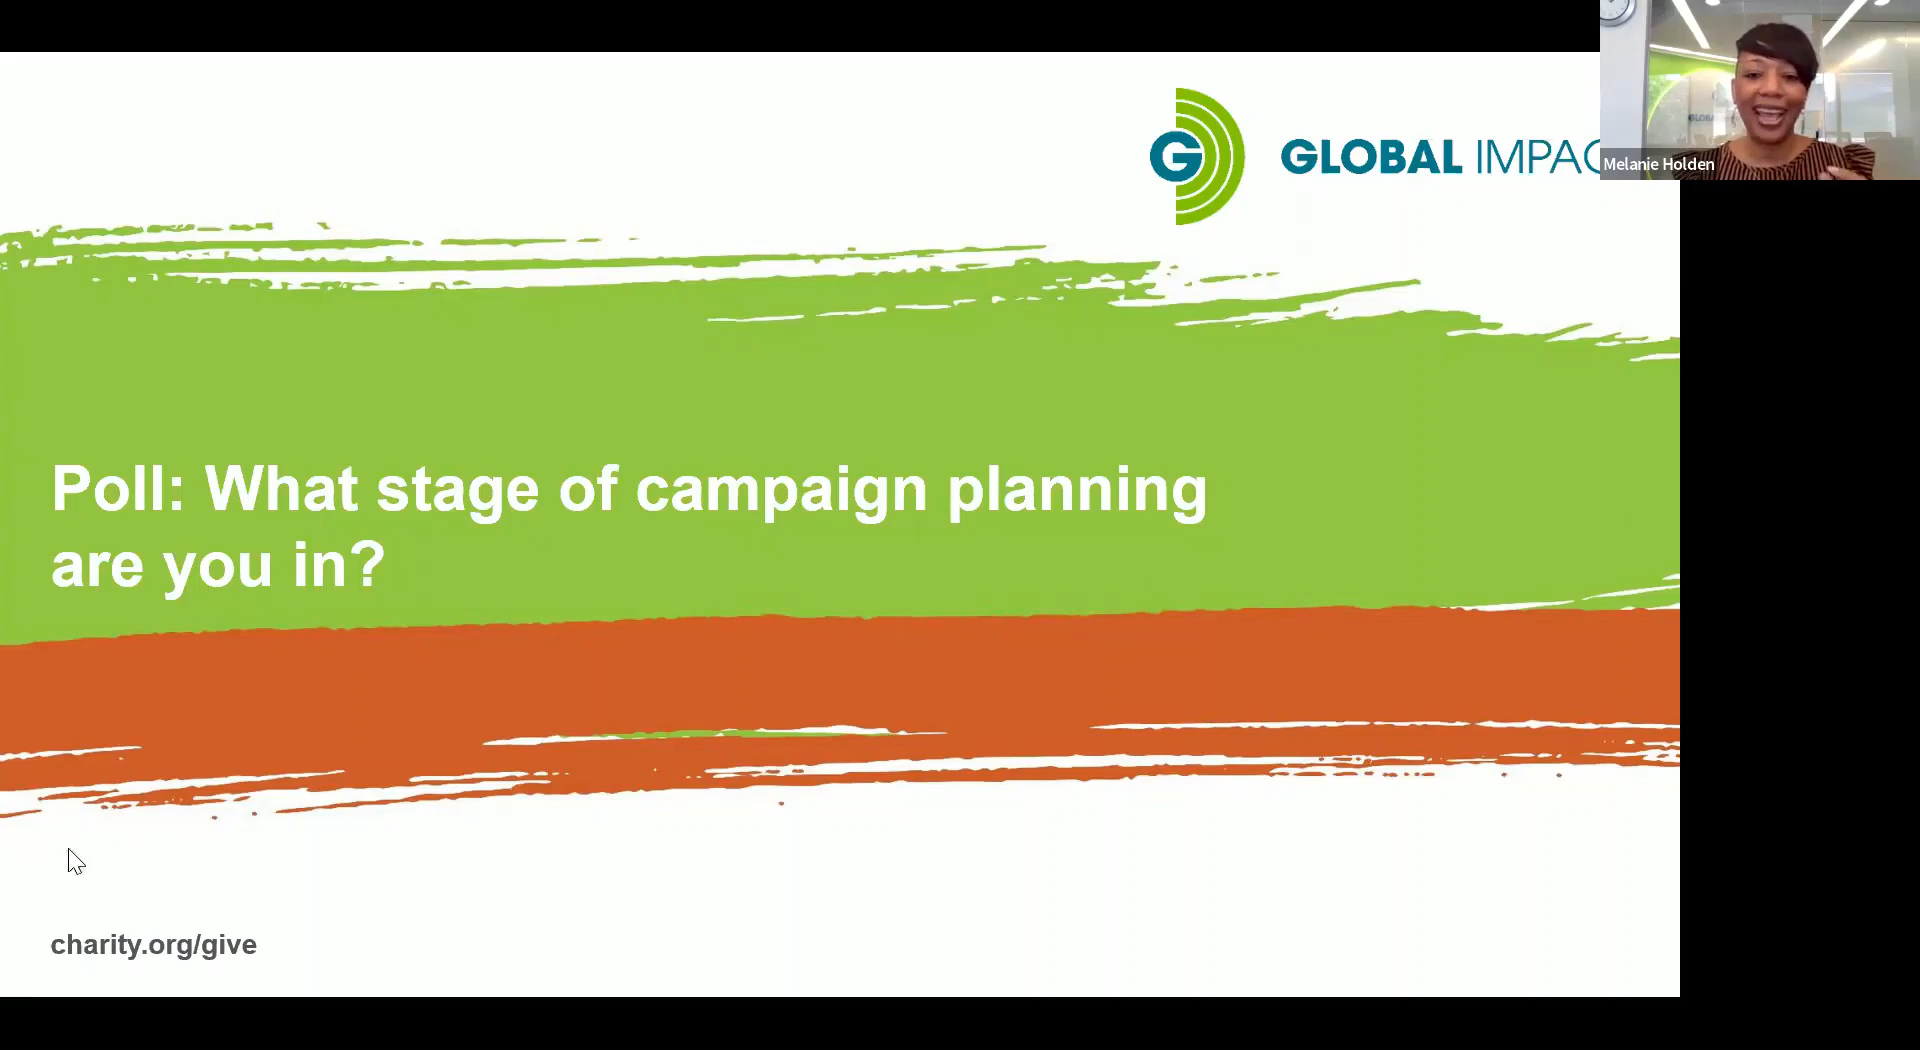 GLOBAL IMPAC
Melanie Holden
Poll: What stage of campaign planning
are you in?
charity.org/give